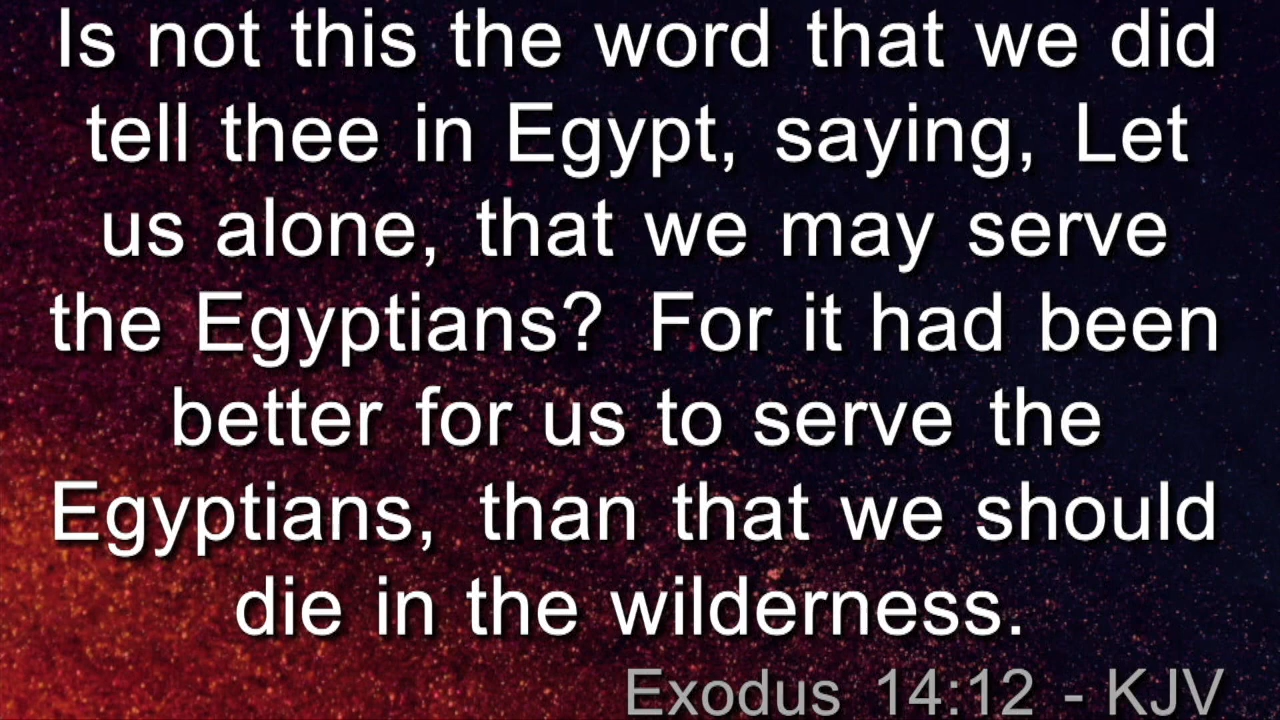 Is not this the word that we did
tell thee in Egypt, saying, Let
us alone, that we may serve
the Egyptians? For it had been
better for us to serve the
Egyptians, than that we should
die in the wilderness.
Exodus 14:12 - KJV